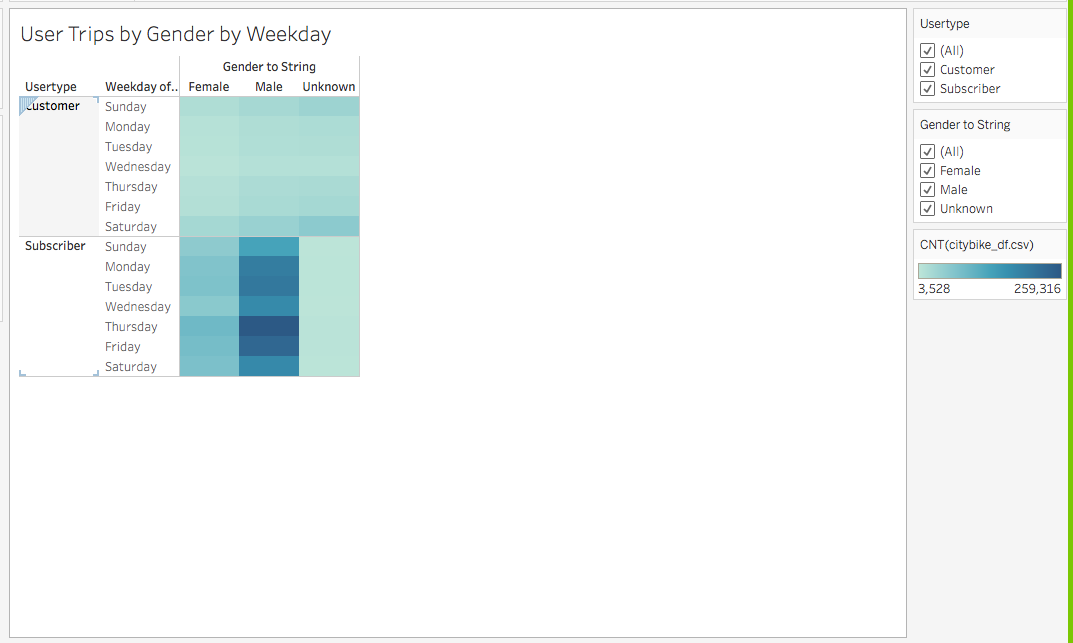 User Trips by Gender by Weekday
Gender to String
Usertype Weekday of.. Female Male Unknown
Customer Sunday
Monday
Tuesday
Wednesday
Thursday
Friday
Saturday
Subscriber Sunday
Monday
Tuesday
Wednesday
Thursday
Friday
Saturday
Usertype
(All)
Customer
Subscriber
Gender to String
(All)
Female
Male
Unknown
CNT(citybike_df.csv)
3,528 259,316